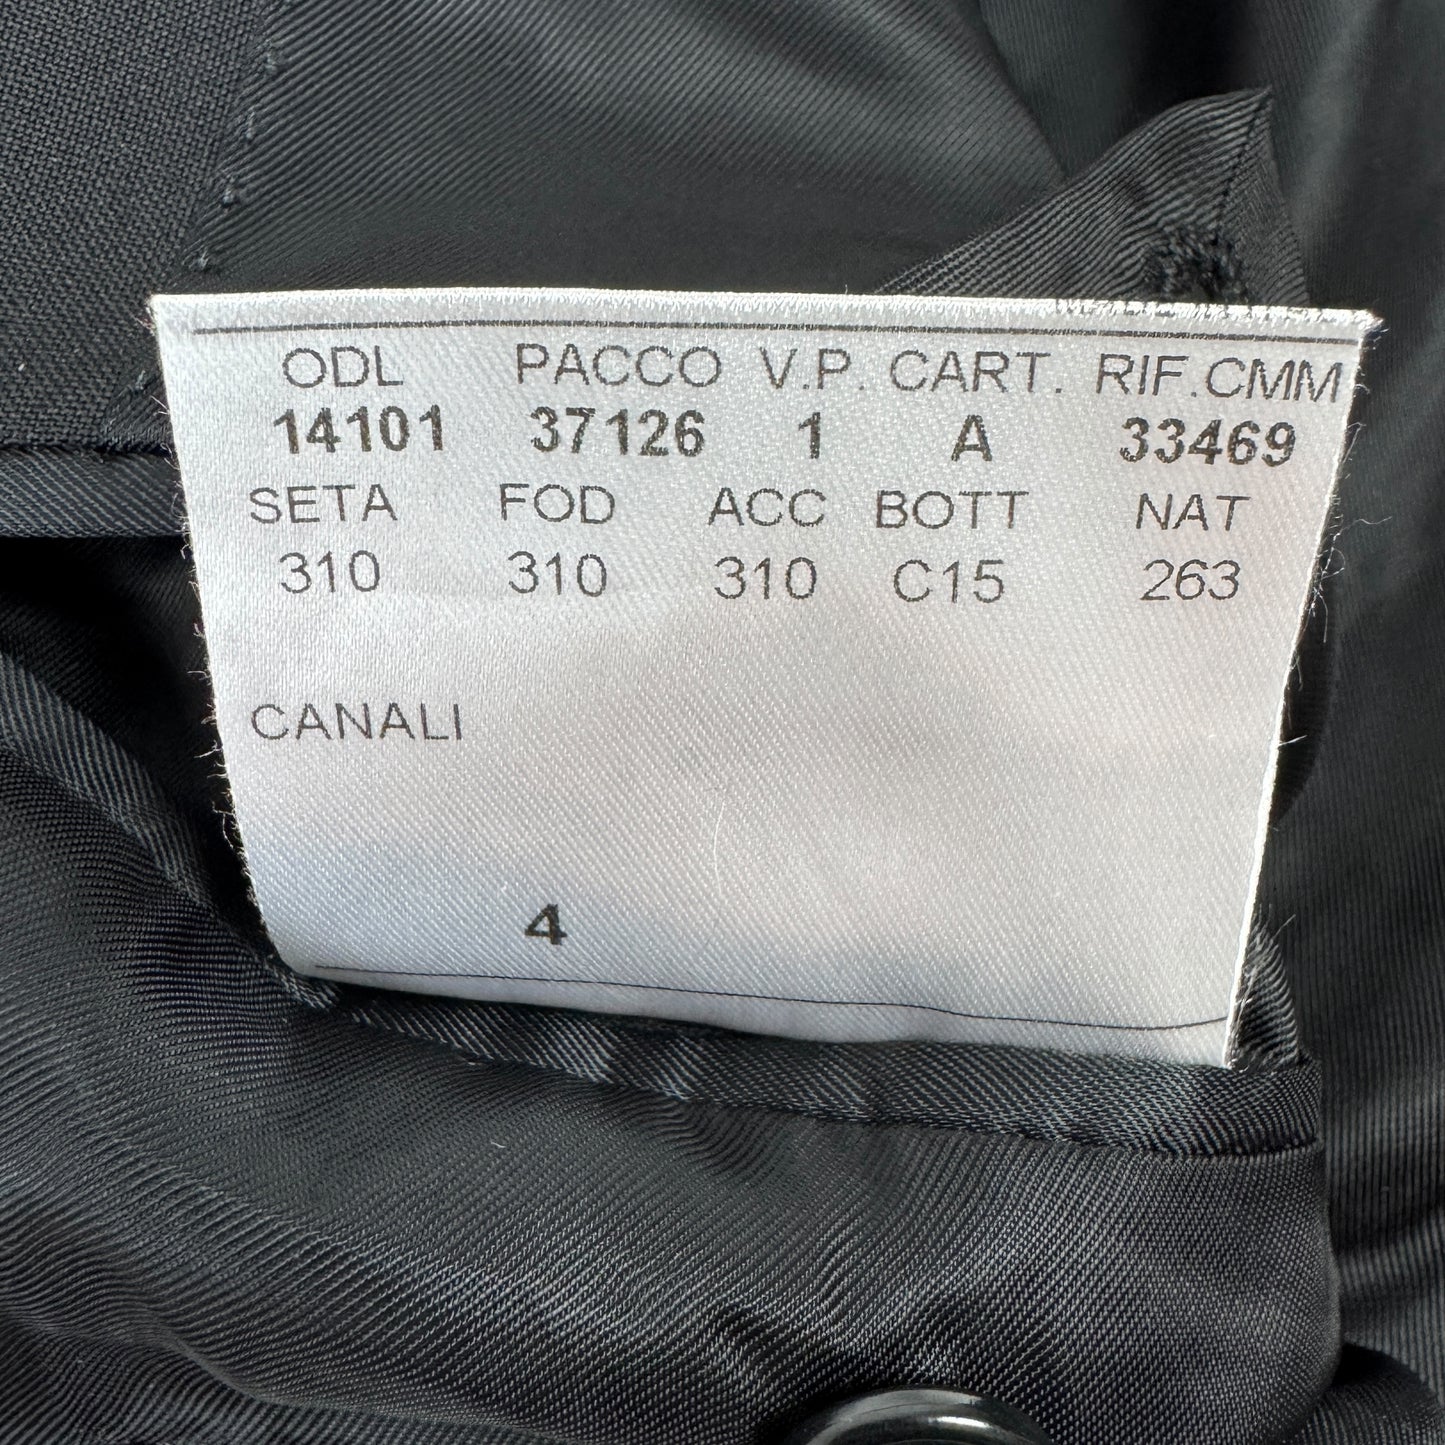 ODL PACCO V.P. CART. RIF.CMM
14101 37126 1 A 33469
SETA FOD ACC BOTT NAT
310 310 310 C15 263
CANALI
4